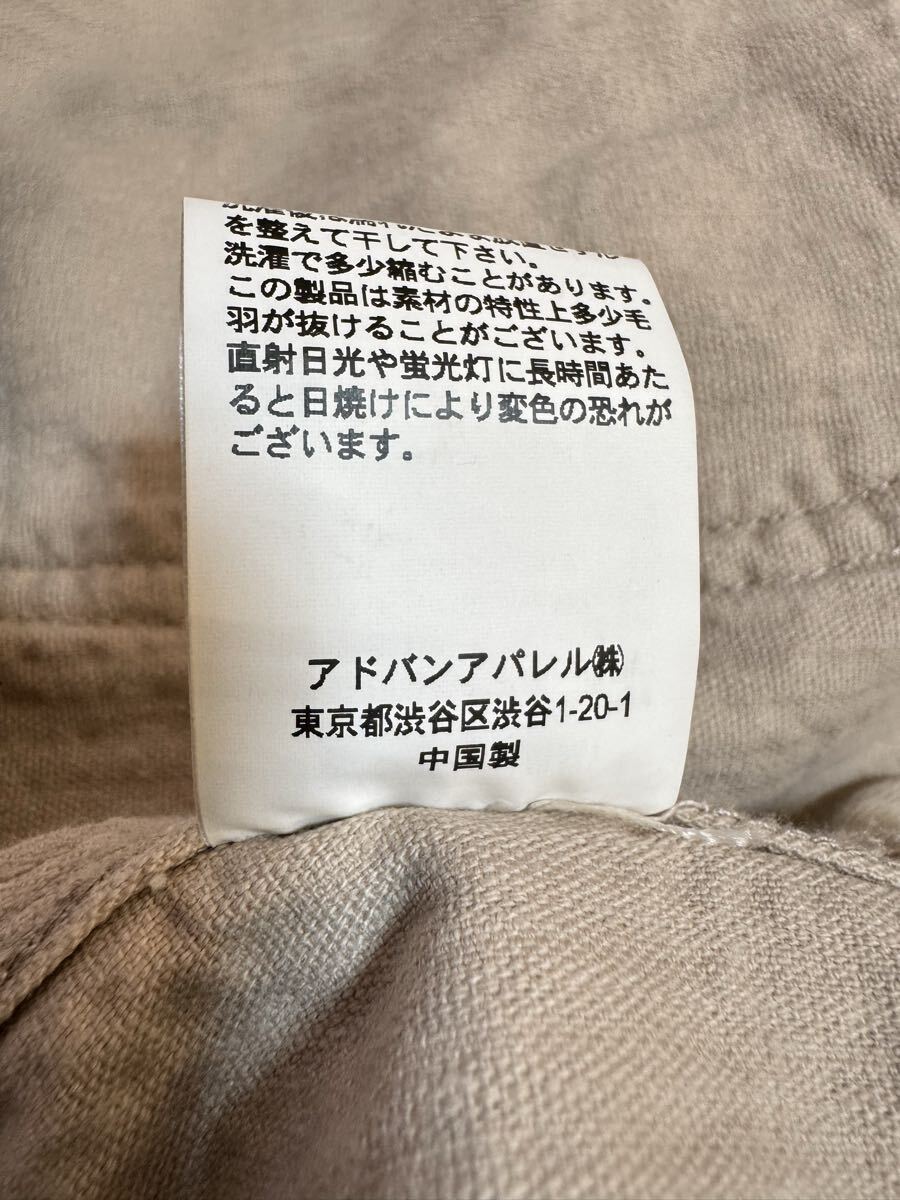 を整えて干して下さい。
洗濯で多少縮むことがあります。
この製品は素材の特性上多少毛
羽が抜けることがございます。
直射日光や蛍光灯に長時間あた
ると日焼けにより変色の恐れが
ございます。
アドバンアパレル㈱
東京都渋谷区渋谷1-20-1
中国製